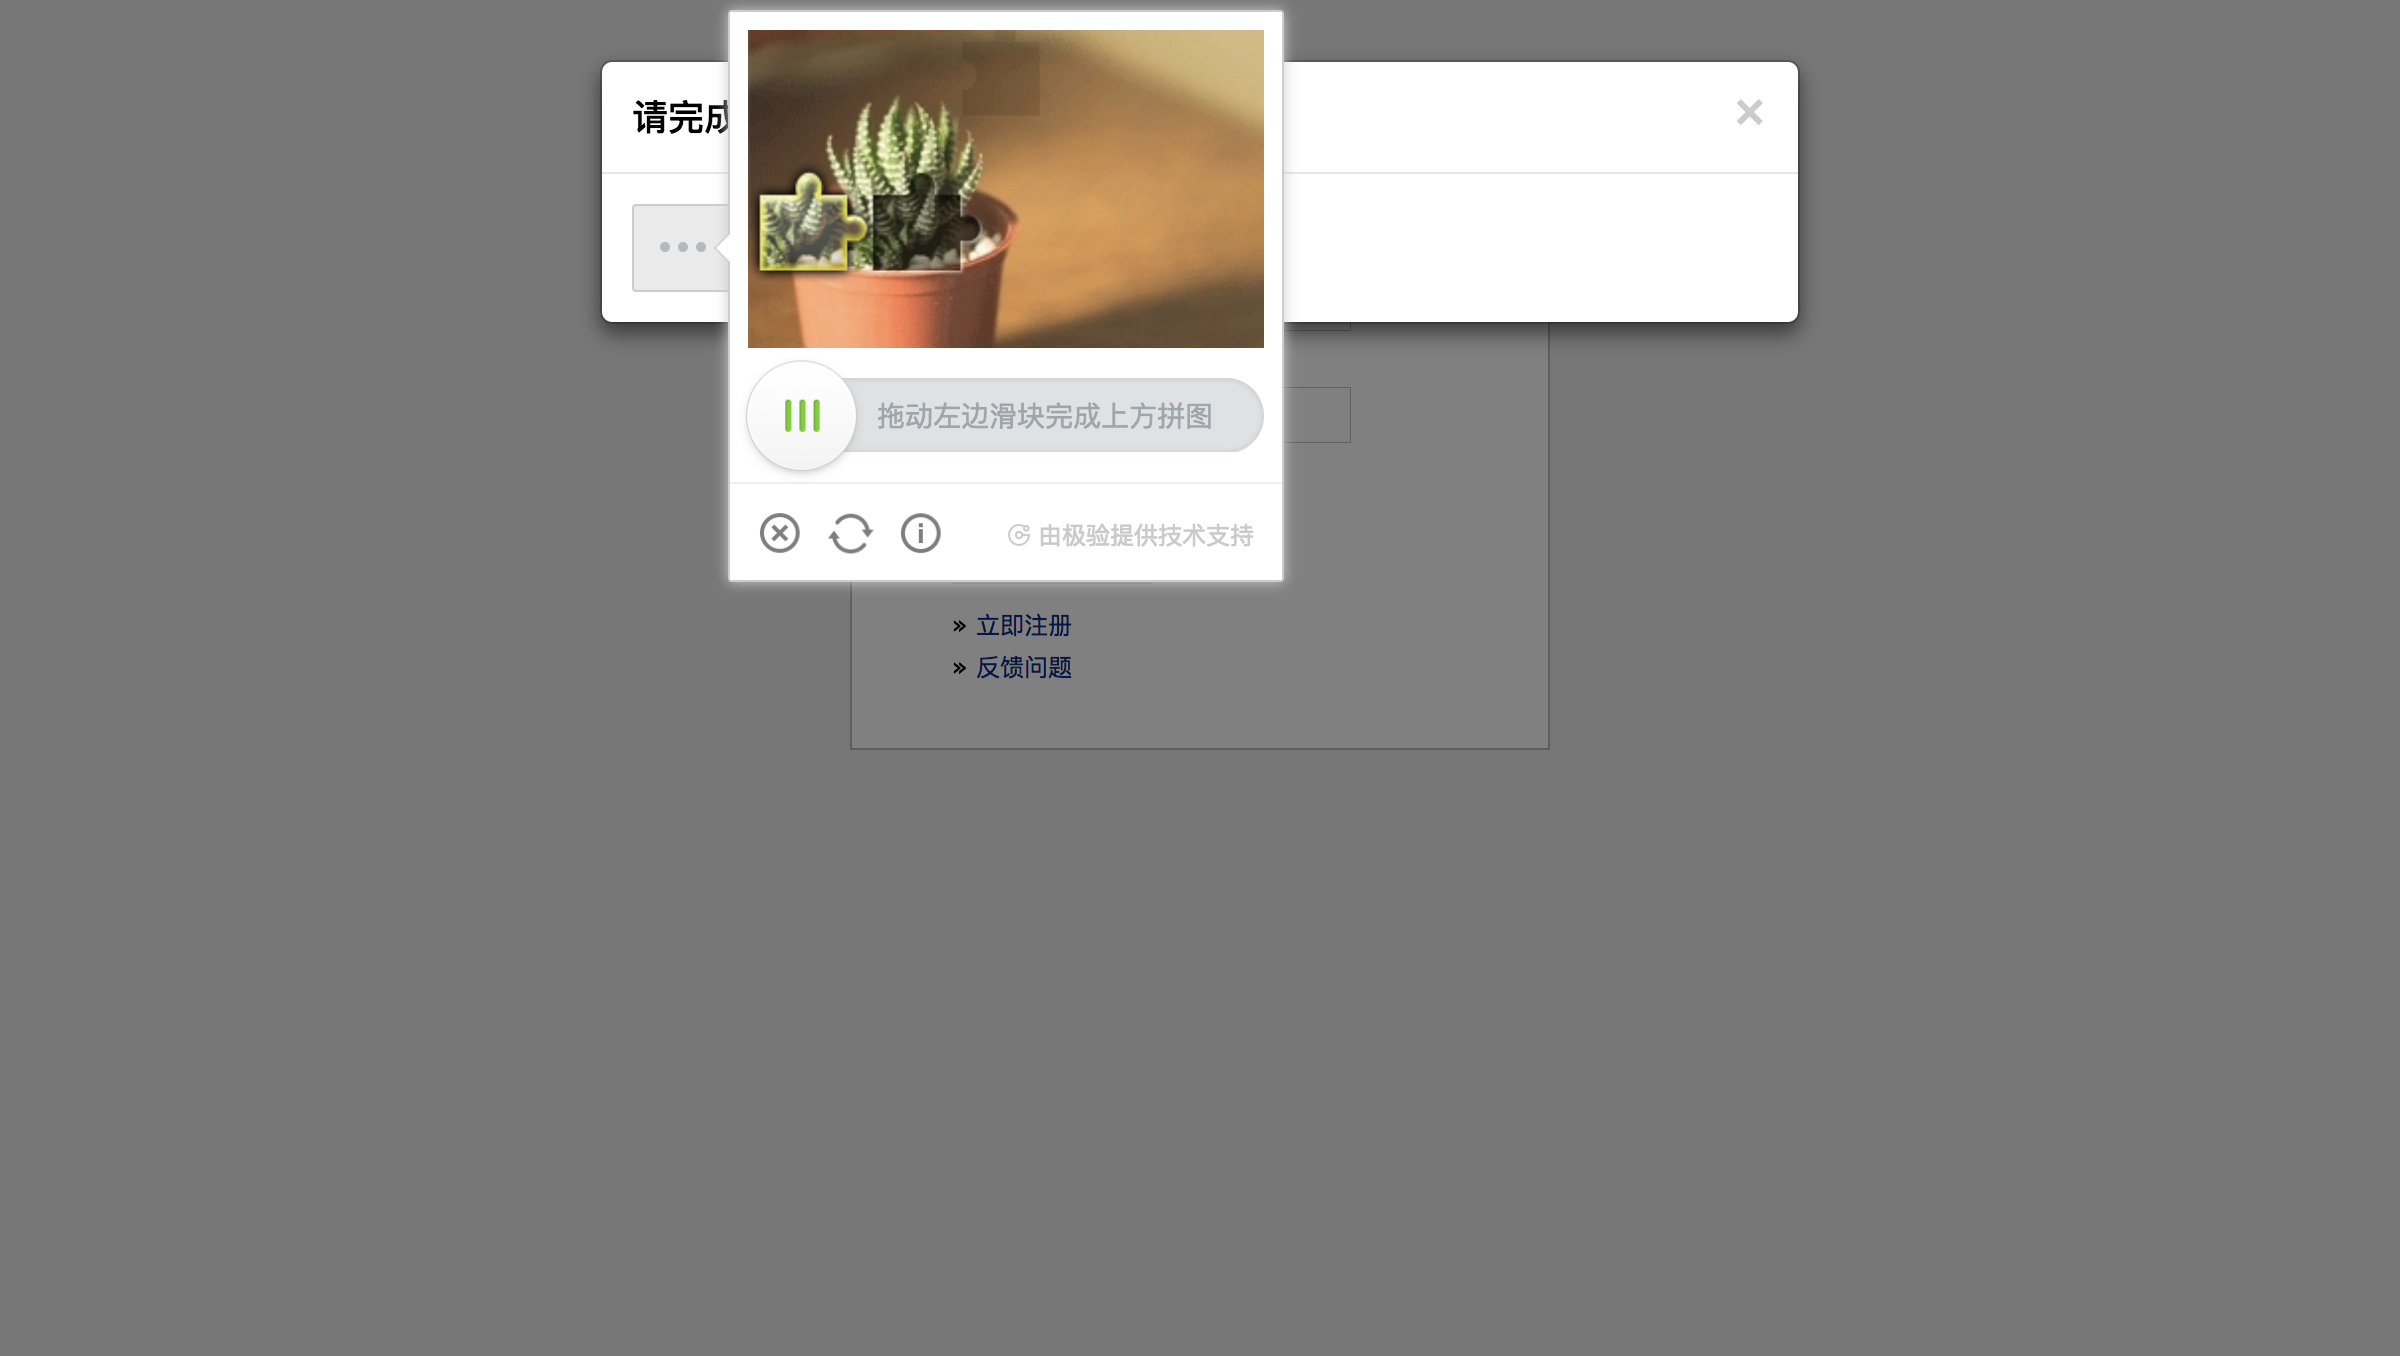 请完成
拖动左边滑块完成上方拼图
由极验提供技术支持
» 立即注册
» 反馈问题